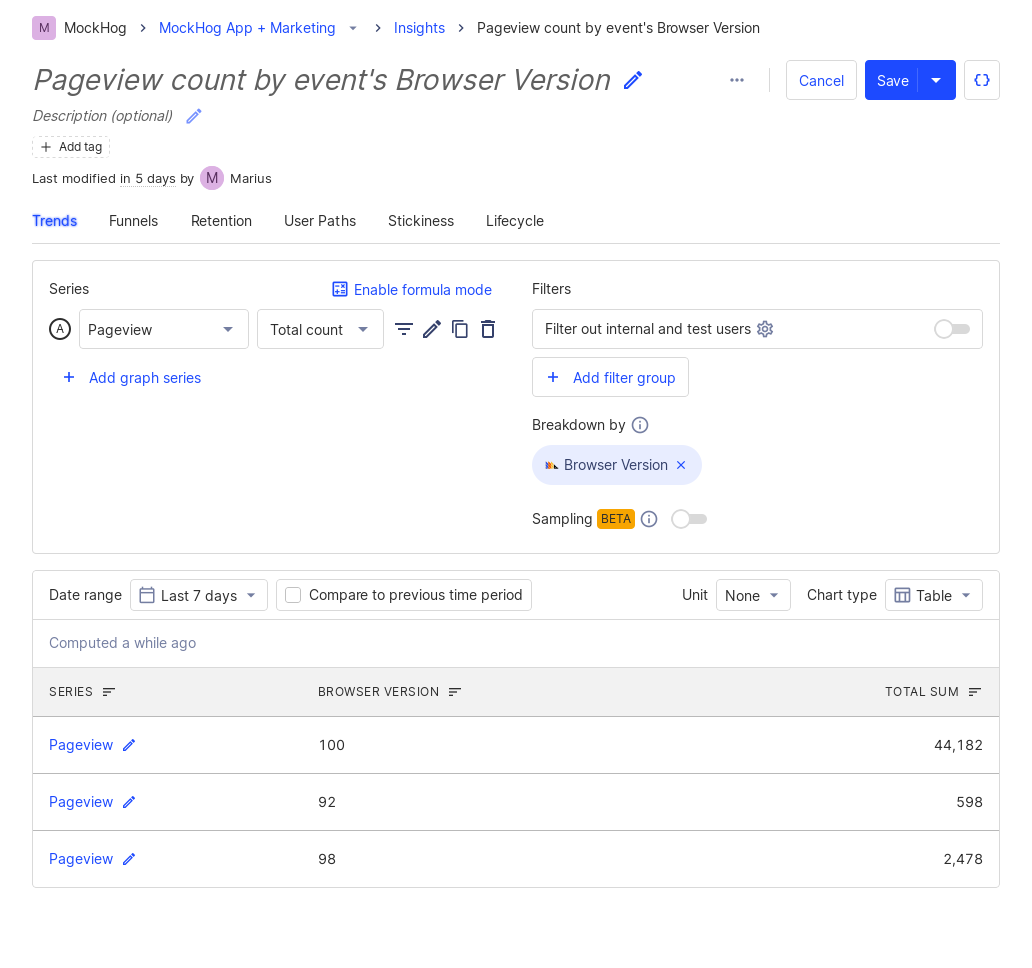 M MockHog MockHog App + Marketing Insights Pageview count by event's Browser Version
Pageview count by event's Browser Version
Cancel Save
Description (optional)
Add tag
Last modified in 5 days by M Marius
Trends Funnels Retention User Paths Stickiness Lifecycle
Series Enable formula mode
A Pageview Total count
Add graph series
Filters
Filter out internal and test users
Add filter group
Breakdown by
Browser Version
Sampling BETA
Date range Last 7 days Compare to previous time period Unit None Chart type Table
Computed a while ago
SERIES BROWSER VERSION TOTAL SUM
Pageview 100 44,182
Pageview 92 598
Pageview 98 2,478